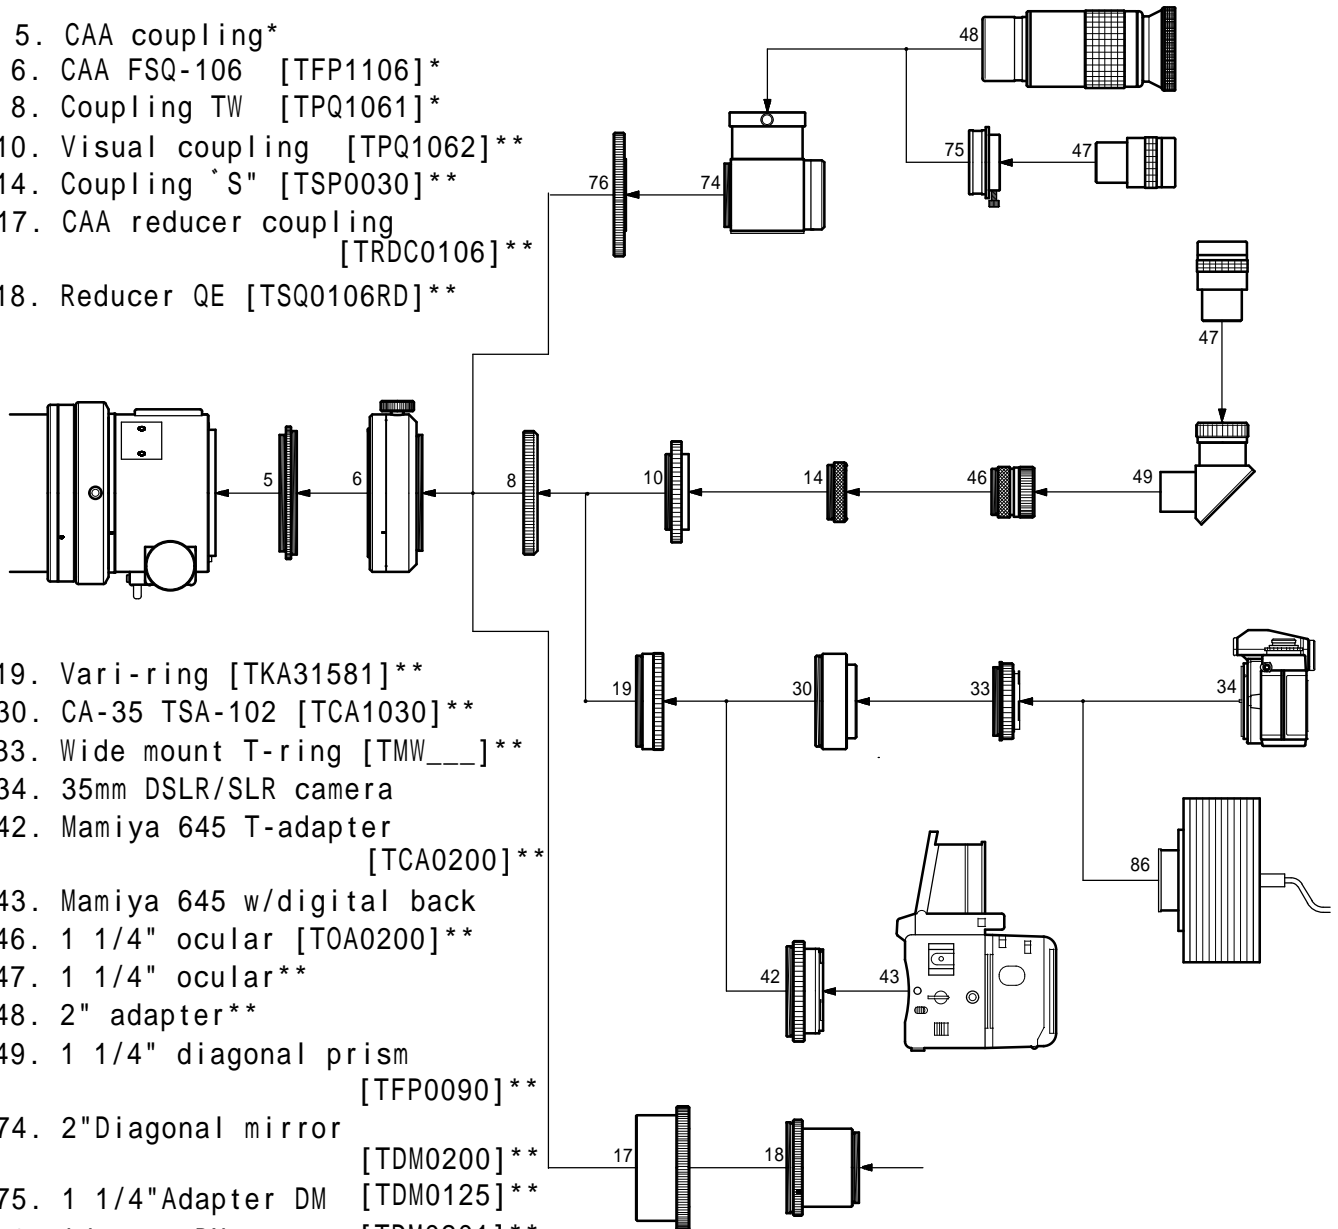 5. CAA coupling*
6. CAA FSQ-106 [TFP1106]*
8. Coupling TW [TPQ1061]*
10. Visual coupling [TPQ1062]**
14. Coupling `S" [TSP0030]**
17. CAA reducer coupling
[TRDC0106]**
18. Reducer QE [TSQ0106RD]**
48
75
47
76
74
47
5
6
8
10
14
46
49
19. Vari-ring [TKA31581]**
30. CA-35 TSA-102 [TCA1030]**
33. Wide mount T-ring [TMW___]**
34. 35mm DSLR/SLR camera
42. Mamiya 645 T-adapter
[TCA0200]**
43. Mamiya 645 w/digital back
46. 1 1/4" ocular [TOA0200]**
47. 1 1/4" ocular**
48. 2" adapter**
49. 1 1/4" diagonal prism
[TFP0090]**
74. 2"Diagonal mirror
[TDM0200]**
75. 1 1/4"Adapter DM [TDM0125]**
19
30
33
34
86
42
43
17
18